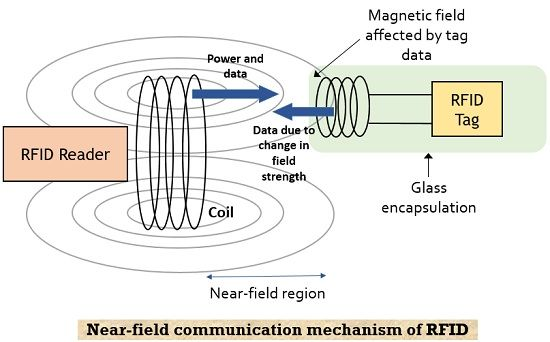 Magnetic field
affected by tag
data
Power and
data
RFID
Tag
RFID Reader
Data due to
change in
field
strength
Coil
Glass
encapsulation
Near-field region
Near-field communication mechanism of RFID